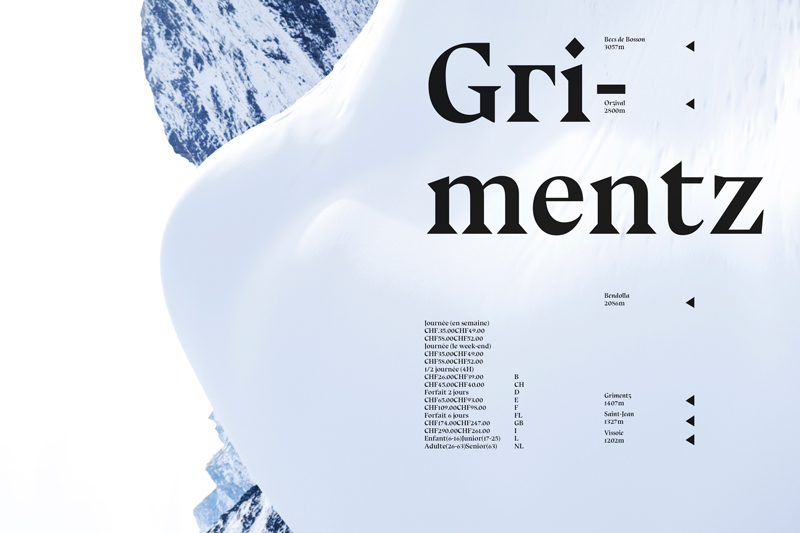 Gri-
mentz
Becs de Bosson
3057m
Orzival
2800m
Bendolla
2086m
Grimentz
1407m
Saint-Jean
1327m
Vissoie
1202m
Journée (en semaine)
CHF.35.00CHF49.00
CHF58.00CHF52.00
Journée (le week-end)
CHF35.00CHF49.00
CHF58.00CHF52.00
1/2 journée (4H)
CHF26.00CHF39.00
CHF45.00CHF40.00
Forfait 2 jours
CHF65.00CHF93.00
CHF109.00CHF98.00
Forfait 6 jours
CHF174.00CHF247.00
CHF290.00CHF261.00
Enfant(6-16)Junior(17-25)
Adulte(26-63)Senior(63)
B
CH
D
E
F
FL
GB
I
L
NL